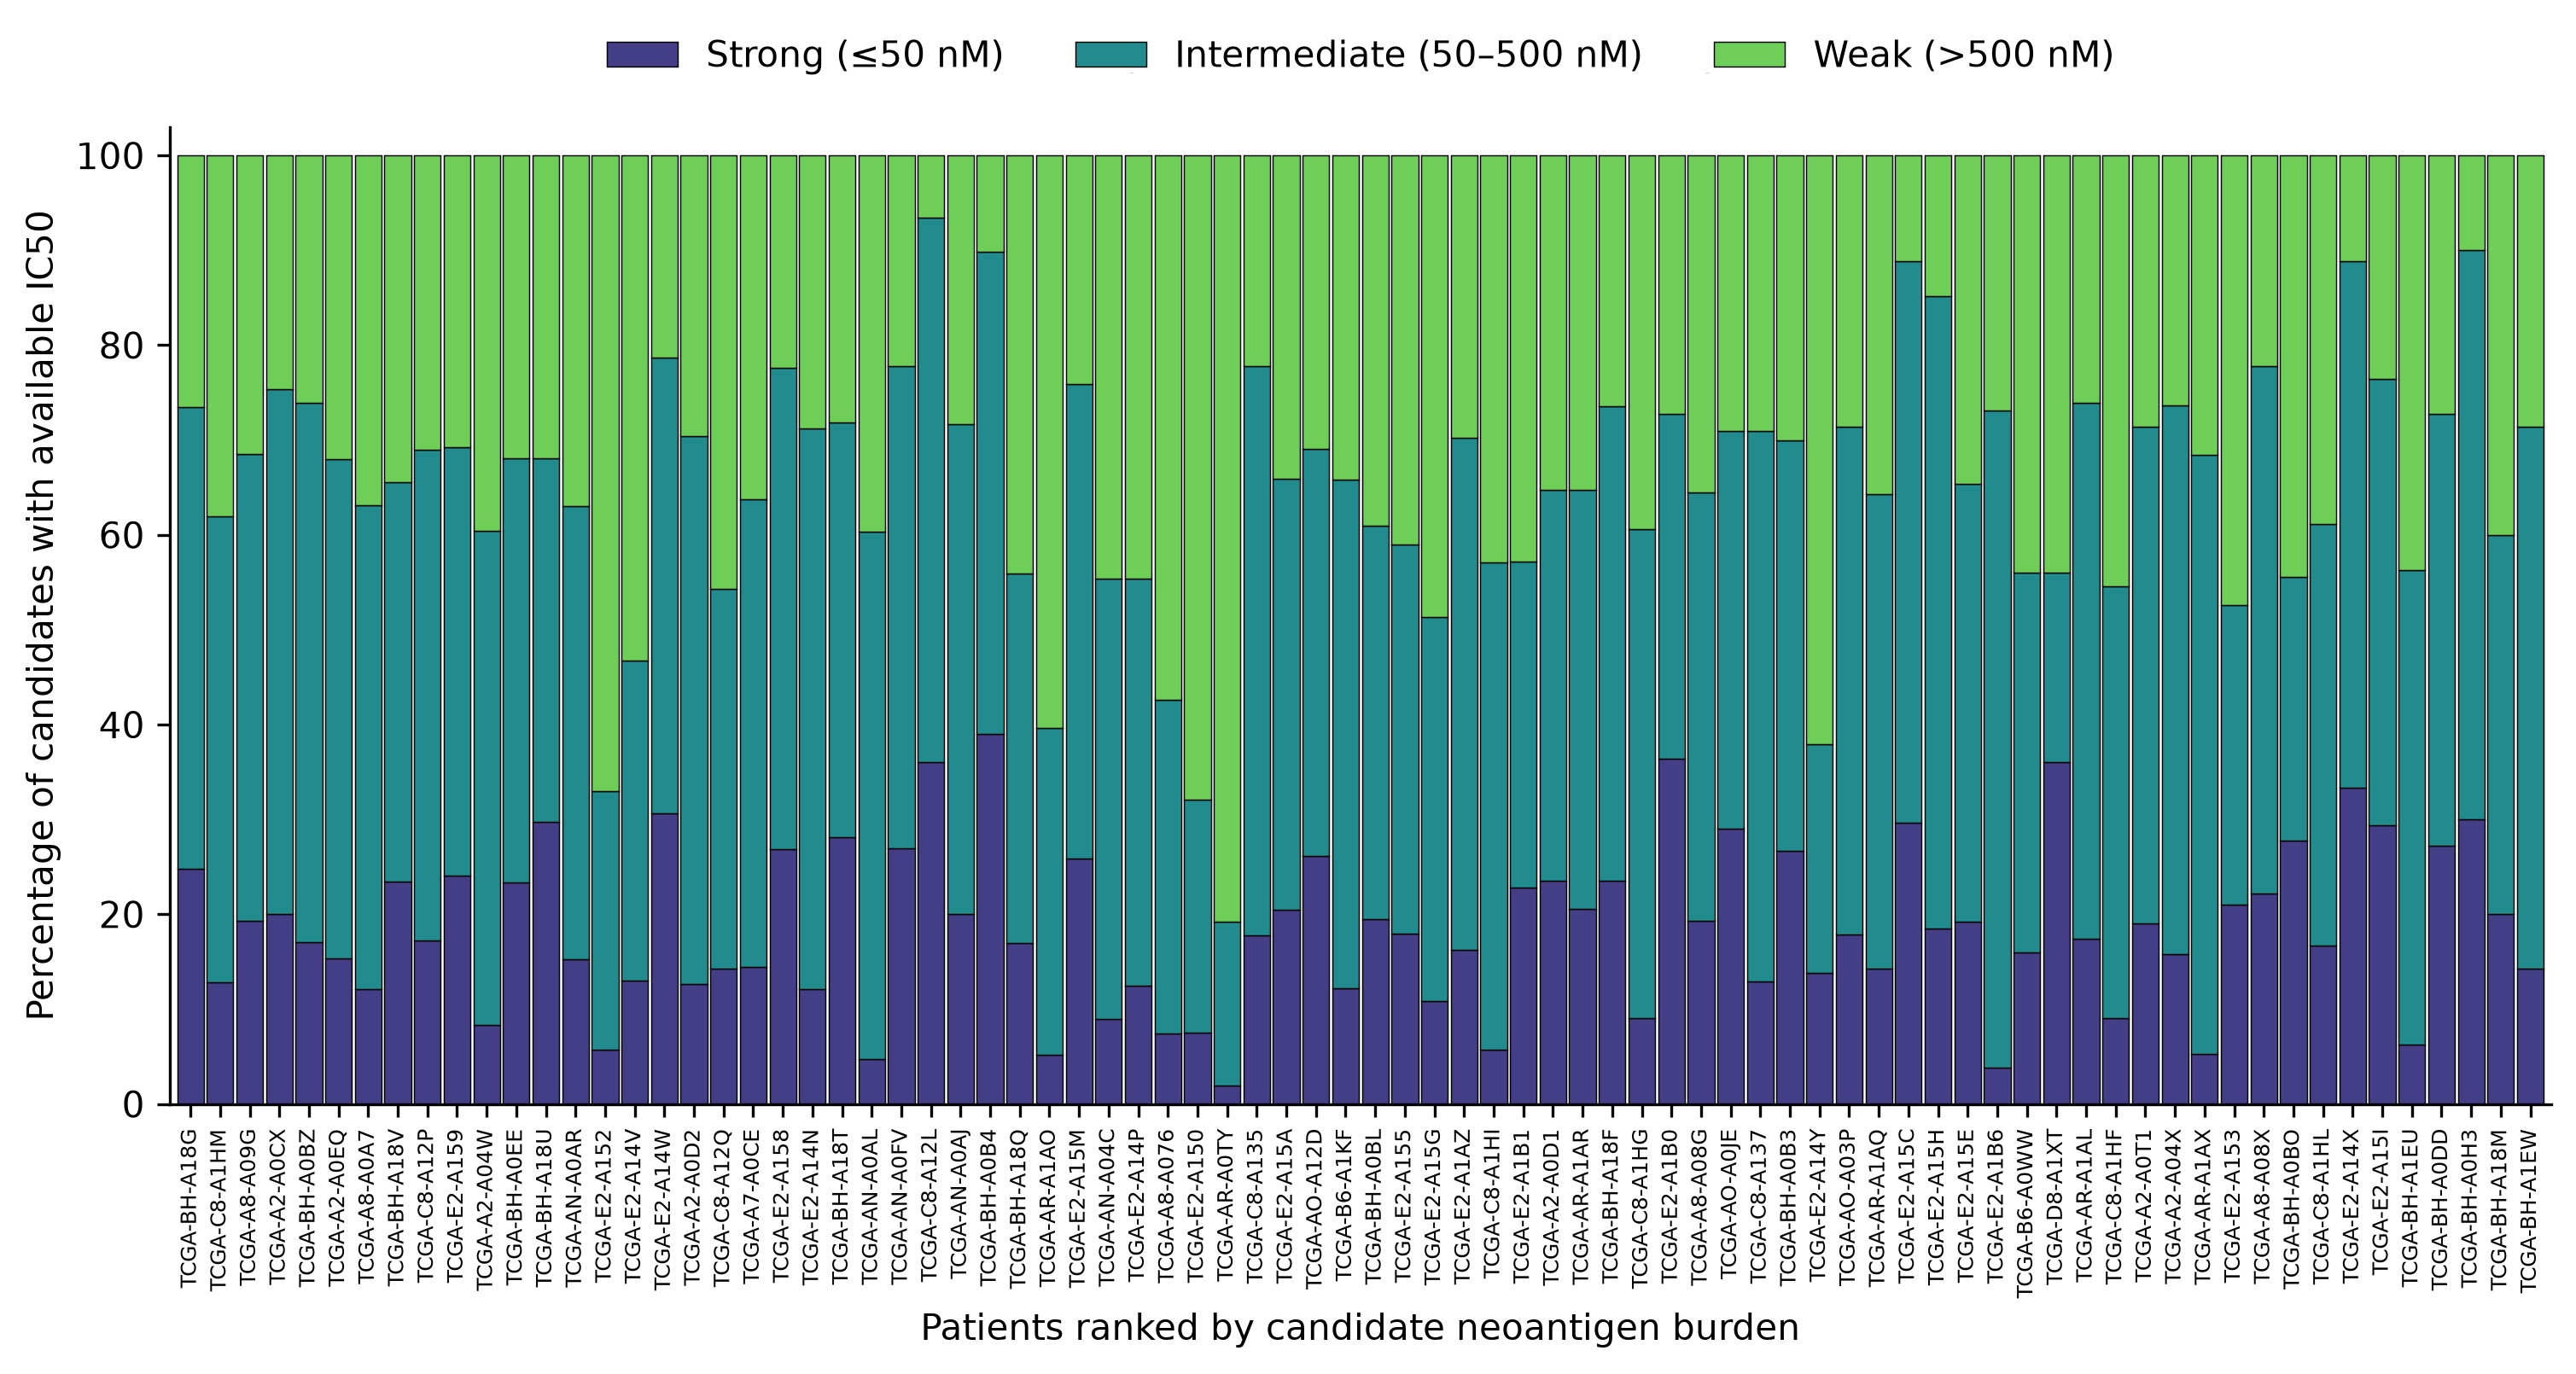 Strong (≤50 nM)
Intermediate (50–500 nM)
Weak (>500 nM)
Percentage of candidates with available IC50
100
80
60
40
20
0
TCGA-BH-A18G
TCGA-C8-A1HM
TCGA-A8-A09G
TCGA-A2-A0CX
TCGA-BH-A0BZ
TCGA-A2-A0EQ
TCGA-A8-A0A7
TCGA-BH-A18V
TCGA-C8-A12P
TCGA-E2-A159
TCGA-A2-A04W
TCGA-BH-A0EE
TCGA-BH-A18U
TCGA-AN-A0AR
TCGA-E2-A152
TCGA-E2-A14V
TCGA-E2-A14W
TCGA-A2-A0D2
TCGA-C8-A12Q
TCGA-A7-A0CE
TCGA-E2-A158
TCGA-E2-A14N
TCGA-BH-A18T
TCGA-AN-A0AL
TCGA-AN-A0FV
TCGA-C8-A12L
TCGA-AN-A0AJ
TCGA-BH-A0B4
TCGA-BH-A18Q
TCGA-AR-A1AO
TCGA-E2-A15M
TCGA-AN-A04C
TCGA-E2-A14P
TCGA-A8-A076
TCGA-E2-A150
TCGA-AR-A0TY
TCGA-C8-A135
TCGA-E2-A15A
TCGA-AO-A12D
TCGA-B6-A1KF
TCGA-BH-A0BL
TCGA-E2-A155
TCGA-E2-A15G
TCGA-E2-A1AZ
TCGA-C8-A1HI
TCGA-E2-A1B1
TCGA-A2-A0D1
TCGA-AR-A1AR
TCGA-BH-A18F
TCGA-C8-A1HG
TCGA-E2-A1B0
TCGA-A8-A08G
TCGA-AO-A0JE
TCGA-C8-A137
TCGA-BH-A0B3
TCGA-E2-A14Y
TCGA-AO-A03P
TCGA-AR-A1AQ
TCGA-E2-A15C
TCGA-E2-A15H
TCGA-E2-A15E
TCGA-E2-A1B6
TCGA-B6-A0WW
TCGA-D8-A1XT
TCGA-AR-A1AL
TCGA-C8-A1HF
TCGA-A2-A0T1
TCGA-A2-A04X
TCGA-AR-A1AX
TCGA-E2-A153
TCGA-A8-A08X
TCGA-BH-A0BO
TCGA-C8-A1HL
TCGA-E2-A14X
TCGA-E2-A15I
TCGA-BH-A1EU
TCGA-BH-A0DD
TCGA-BH-A0H3
TCGA-BH-A18M
TCGA-BH-A1EW
Patients ranked by candidate neoantigen burden